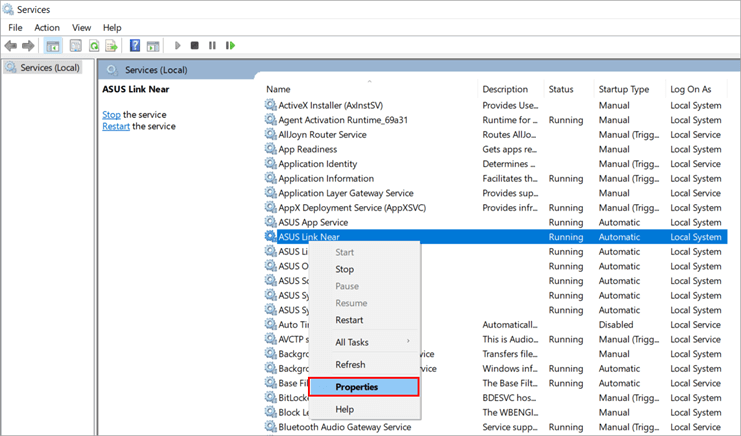 Services
File Action View Help
Services (Local)
Services (Local)
ASUS Link Near
Stop the service
Restart the service
Name Description Status Startup Type Log On As
ActiveX Installer (AxInstSV) Provides Use... Manual Local System
Agent Activation Runtime_69a31 Runtime for ... Running Manual Local System
AllJoyn Router Service Routes AllJo... Manual (Trigg... Local Service
App Readiness Gets apps re... Manual Local System
Application Identity Determines ... Manual (Trigg... Local Service
Application Information Facilitates th... Running Manual (Trigg... Local System
Application Layer Gateway Service Provides sup... Manual Local Service
AppX Deployment Service (AppXSVC) Provides infr... Running Manual (Trigg... Local System
ASUS App Service Running Automatic Local System
ASUS Link Near Running Automatic Local System
ASUS Li Running Automatic Local System
ASUS O Running Automatic Local System
ASUS So Running Automatic Local System
ASUS Sy Running Automatic Local System
ASUS Sy Running Automatic Local System
Auto Tin Automaticall... Disabled Local Service
AVCTP s This is Audio... Running Manual (Trigg... Local Service
Backgro vice Transfers file... Manual Local System
Backgro ervice Windows inf... Running Automatic Local System
Base Filt The Base Filt... Running Automatic Local Service
BitLocke BDESVC hos... Manual (Trigg... Local System
Block Le The WBENGI... Manual Local System
Bluetooth Audio Gateway Service Service supp... Running Manual (Trigg... Local Service
Start
Stop
Pause
Resume
Restart
All Tasks
Refresh
Properties
Help